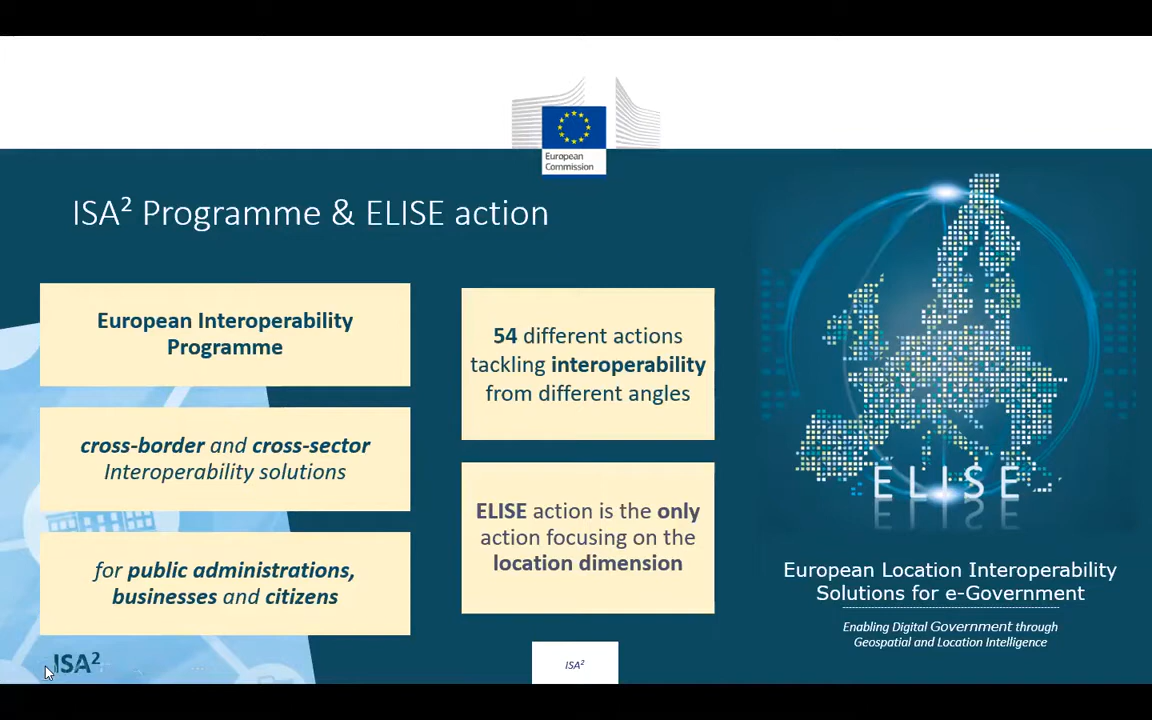 European
Commission
ISA² Programme & ELISE action
European Interoperability
Programme
cross-border and cross-sector
Interoperability solutions
for public administrations,
businesses and citizens
54 different actions
tackling interoperability
from different angles
ELISE action is the only
action focusing on the
location dimension
ELISE
European Location Interoperability
Solutions for e-Government
Enabling Digital Government through
Geospatial and Location Intelligence
ISA²
ISA²